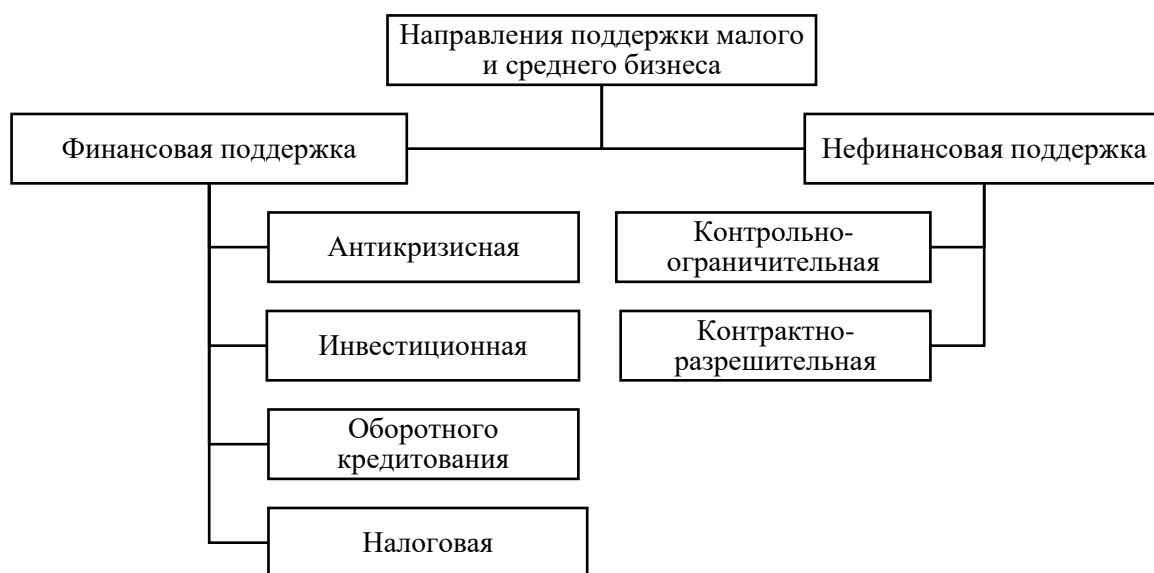 Направления поддержки малого
и среднего бизнеса
Финансовая поддержка
Нефинансовая поддержка
Антикризисная
Контрольно-
ограничительная
Инвестиционная
Контрактно-
разрешительная
Оборотного
кредитования
Налоговая